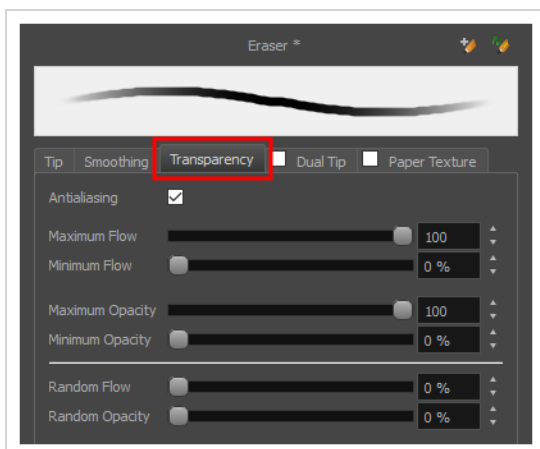 Eraser *
Tip Smoothing Transparency Dual Tip Paper Texture
Antialiasing
Maximum Flow 100
Minimum Flow 0 %
Maximum Opacity 100
Minimum Opacity 0 %
Random Flow 0 %
Random Opacity 0 %